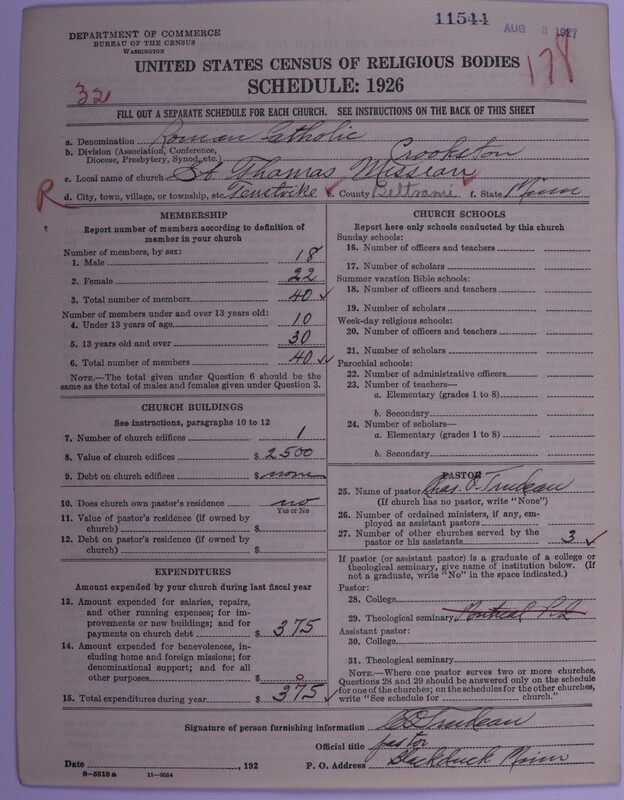 11544
AUG 3 1927
DEPARTMENT OF COMMERCE
BUREAU OF THE CENSUS
WASHINGTON
UNITED STATES CENSUS OF RELIGIOUS BODIES
178
32
SCHEDULE: 1926
FILL OUT A SEPARATE SCHEDULE FOR EACH CHURCH. SEE INSTRUCTIONS ON THE BACK OF THIS SHEET
a. Denomination Roman Catholic
b. Division (Association, Conference, Diocese, Presbytery, Synod, etc.) Crookston
c. Local name of church St Thomas Mission
R d. City, town, village, or township, etc. Tenstrike e. County Beltrami f. State Minn
MEMBERSHIP
Report number of members according to definition of
member in your church
Number of members, by sex:
1. Male 18
2. Female 22
3. Total number of members 40
Number of members under and over 13 years old:
4. Under 13 years of age 10
5. 13 years old and over 30
6. Total number of members 40
NOTE.—The total given under Question 6 should be
same as the total of males and females given under Question 3.
CHURCH BUILDINGS
See instructions, paragraphs 10 to 12
7. Number of church edifices 1
8. Value of church edifices $ 2500
9. Debt on church edifices $ none
10. Does church own pastor's residence no
Yes or No
11. Value of pastor's residence (if owned by
church) $
12. Debt on pastor's residence (if owned by
church) $
EXPENDITURES
Amount expended by your church during last fiscal year
13. Amount expended for salaries, repairs,
and other running expenses; for im-
provements or new buildings; and for
payments on church debt $ 375
14. Amount expended for benevolences, in-
cluding home and foreign missions; for
denominational support; and for all
other purposes $ 0
15. Total expenditures during year $ 375
CHURCH SCHOOLS
Report here only schools conducted by this church
Sunday schools:
16. Number of officers and teachers
17. Number of scholars
Summer vacation Bible schools:
18. Number of officers and teachers
19. Number of scholars
Week-day religious schools:
20. Number of officers and teachers
21. Number of scholars
Parochial schools:
22. Number of administrative officers
23. Number of teachers—
a. Elementary (grades 1 to 8)
b. Secondary
24. Number of scholars—
a. Elementary (grades 1 to 8)
b. Secondary
PASTOR
25. Name of pastor Chas. O. Trudeau
(If church has no pastor, write "None")
26. Number of ordained ministers, if any, em-
ployed as assistant pastors
27. Number of other churches served by the
pastor or his assistants 3
If pastor (or assistant pastor) is a graduate of a college or
theological seminary, give name of institution below. (If
not a graduate, write "No" in the space indicated.)
Pastor:
28. College
29. Theological seminary Montreal
Assistant pastor:
30. College
31. Theological seminary
NOTE.—Where one pastor serves two or more churches,
Questions 28 and 29 should be answered only on the schedule
for one of the churches; on the schedules for the other churches,
write "See schedule for church."
Signature of person furnishing information C O Trudeau
Official title pastor
Date , 192 P. O. Address Blackduck Minn
8—5518 a 11—9054